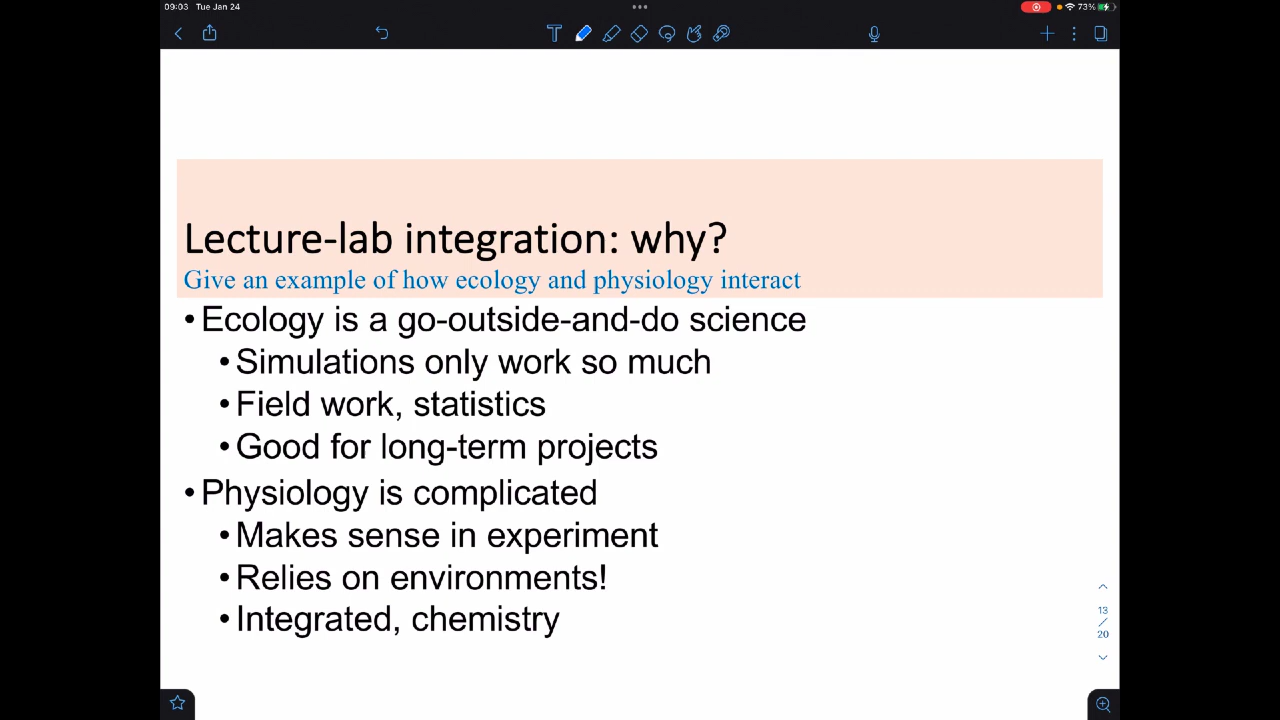 09:03 Tue Jan 24
73%
T
Lecture-lab integration: why?
Give an example of how ecology and physiology interact
•Ecology is a go-outside-and-do science
•Simulations only work so much
•Field work, statistics
•Good for long-term projects
•Physiology is complicated
•Makes sense in experiment
•Relies on environments!
•Integrated, chemistry
13
/
20